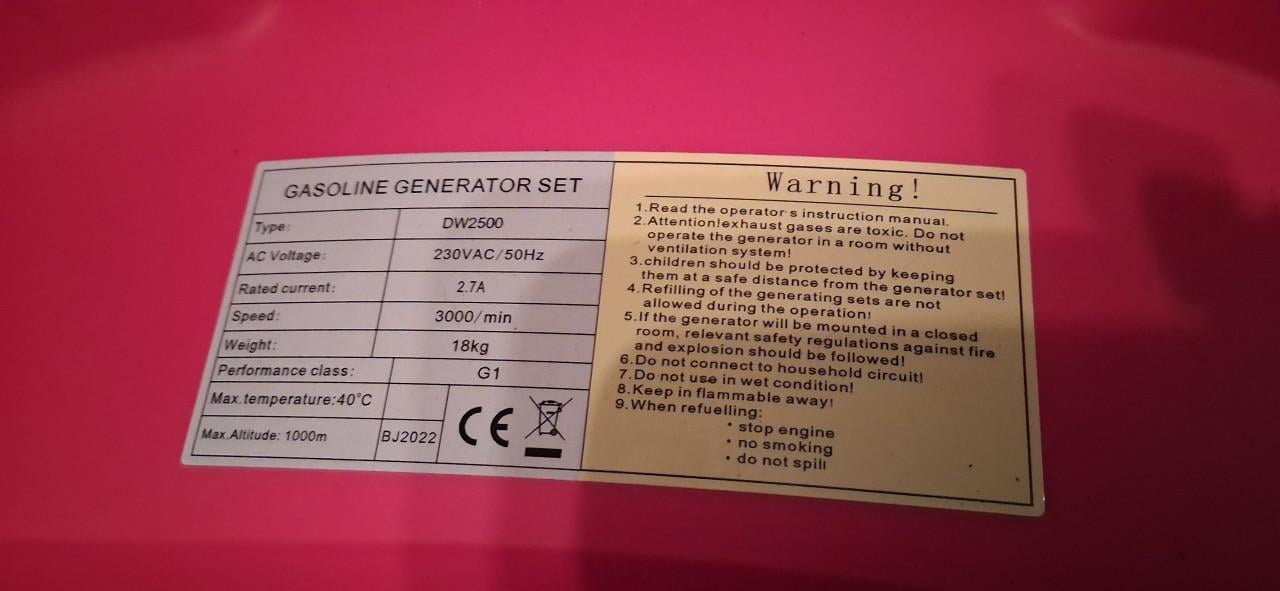 GASOLINE GENERATOR SET
Type: DW2500
AC Voltage: 230VAC/50Hz
Rated current: 2.7A
Speed: 3000/min
Weight: 18kg
Performance class: G1
Max.temperature:40°C
Max.Altitude: 1000m BJ2022
CE
Warning!
1.Read the operator's instruction manual.
2.Attention!exhaust gases are toxic. Do not
operate the generator in a room without
ventilation system!
3.children should be protected by keeping
them at a safe distance from the generator set!
4.Refilling of the generating sets are not
allowed during the operation!
5.If the generator will be mounted in a closed
room, relevant safety regulations against fire
and explosion should be followed!
6.Do not connect to household circuit!
7.Do not use in wet condition!
8.Keep in flammable away!
9.When refuelling:
• stop engine
• no smoking
• do not spill